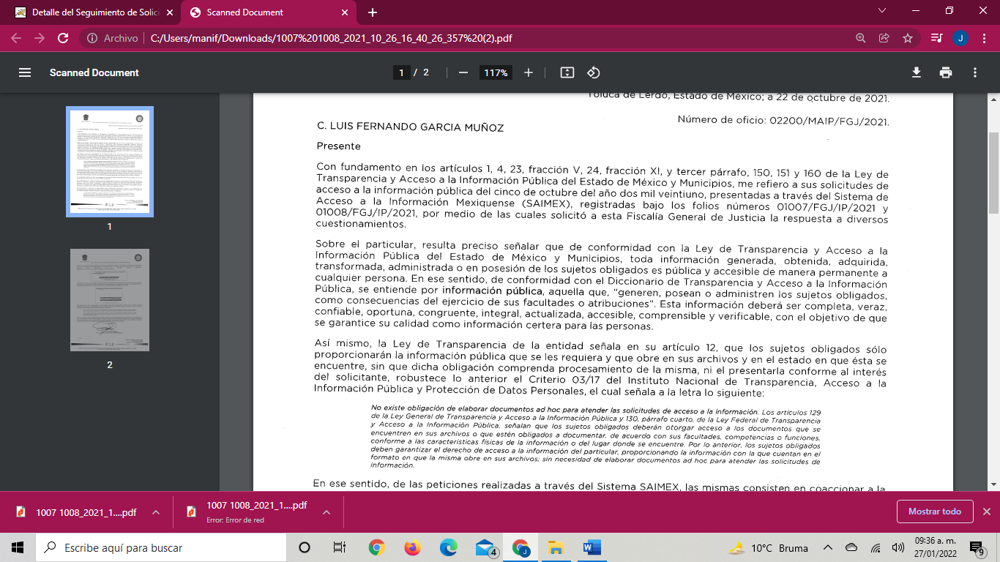 Detalle del Seguimiento de Solici
Scanned Document
Archivo
C:/Users/manif/Downloads/1007%201008_2021_10_26_16_40_26_357%20(2).pdf
J
Scanned Document
1 / 2
117%
1
2
Toluca de Lerdo, Estado de México; a 22 de octubre de 2021.
Número de oficio: 02200/MAIP/FGJ/2021.
C. LUIS FERNANDO GARCIA MUÑOZ
Presente
Con fundamento en los artículos 1, 4, 23, fracción V, 24, fracción XI, y tercer párrafo, 150, 151 y 160 de la Ley de
Transparencia y Acceso a la Información Pública del Estado de México y Municipios, me refiero a sus solicitudes de
acceso a la información pública del cinco de octubre del año dos mil veintiuno, presentadas a través del Sistema de
Acceso a la Información Mexiquense (SAIMEX), registradas bajo los folios números 01007/FGJ/IP/2021 y
01008/FGJ/IP/2021, por medio de las cuales solicitó a esta Fiscalía General de Justicia la respuesta a diversos
cuestionamientos.
Sobre el particular, resulta preciso señalar que de conformidad con la Ley de Transparencia y Acceso a la
Información Pública del Estado de México y Municipios, toda información generada, obtenida, adquirida,
transformada, administrada o en posesión de los sujetos obligados es pública y accesible de manera permanente a
cualquier persona. En ese sentido, de conformidad con el Diccionario de Transparencia y Acceso a la Información
Pública, se entiende por información pública, aquella que, “generen, posean o administren los sujetos obligados,
como consecuencias del ejercicio de sus facultades o atribuciones”. Esta información deberá ser completa, veraz,
confiable, oportuna, congruente, integral, actualizada, accesible, comprensible y verificable, con el objetivo de que
se garantice su calidad como información certera para las personas.
Así mismo, la Ley de Transparencia de la entidad señala en su artículo 12, que los sujetos obligados sólo
proporcionarán la información pública que se les requiera y que obre en sus archivos y en el estado en que ésta se
encuentre, sin que dicha obligación comprenda procesamiento de la misma, ni el presentarla conforme al interés
del solicitante, robustece lo anterior el Criterio 03/17 del Instituto Nacional de Transparencia, Acceso a la
Información Pública y Protección de Datos Personales, el cual señala a la letra lo siguiente:
No existe obligación de elaborar documentos ad hoc para atender las solicitudes de acceso a la información. Los artículos 129
de la Ley General de Transparencia y Acceso a la Información Pública y 130, párrafo cuarto, de la Ley Federal de Transparencia
y Acceso a la Información Pública, señalan que los sujetos obligados deberán otorgar acceso a los documentos que se
encuentren en sus archivos o que estén obligados a documentar, de acuerdo con sus facultades, competencias o funciones,
conforme a las características físicas de la información o del lugar donde se encuentre. Por lo anterior, los sujetos obligados
deben garantizar el derecho de acceso a la información del particular, proporcionando la información con la que cuentan en el
formato en que la misma obre en sus archivos; sin necesidad de elaborar documentos ad hoc para atender las solicitudes de
información.
En ese sentido, de las peticiones realizadas a través del Sistema SAIMEX, las mismas consisten en coaccionar a la
1007 1008_2021_1....pdf
1007 1008_2021_1....pdf
Error: Error de red
Mostrar todo
Escribe aquí para buscar
4
J
10°C Bruma
09:36 a. m.
27/01/2022
9